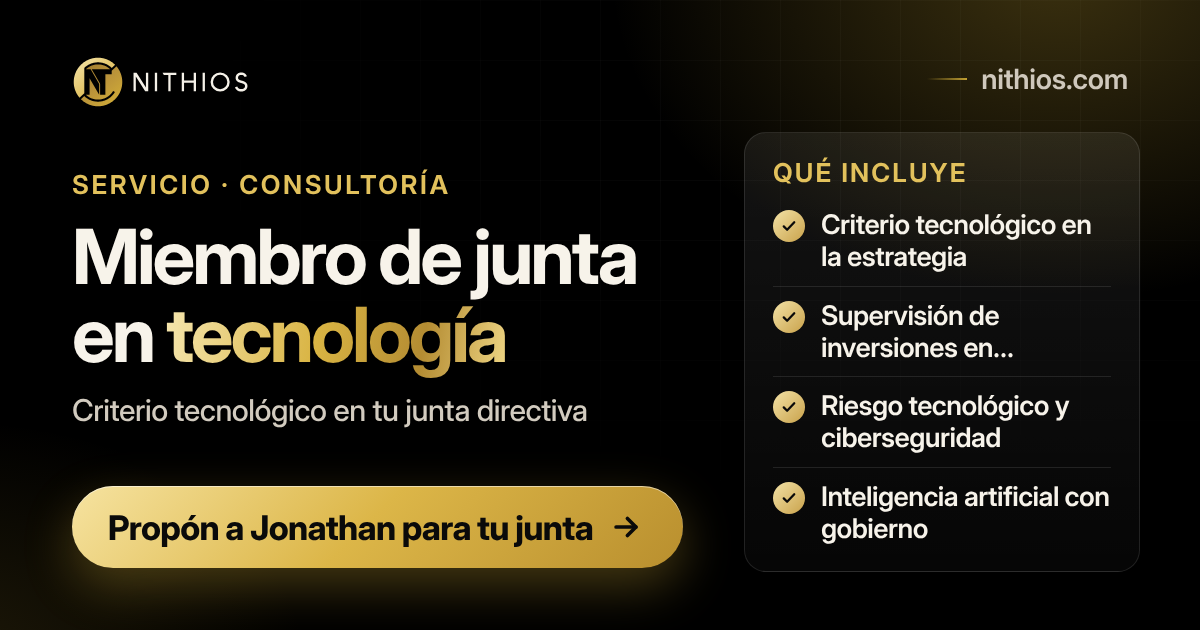 NITHIOS
nithios.com
SERVICIO · CONSULTORÍA
Miembro de junta
en tecnología
Criterio tecnológico en tu junta directiva
Propón a Jonathan para tu junta →
QUÉ INCLUYE
Criterio tecnológico en
la estrategia
Supervisión de
inversiones en...
Riesgo tecnológico y
ciberseguridad
Inteligencia artificial con
gobierno